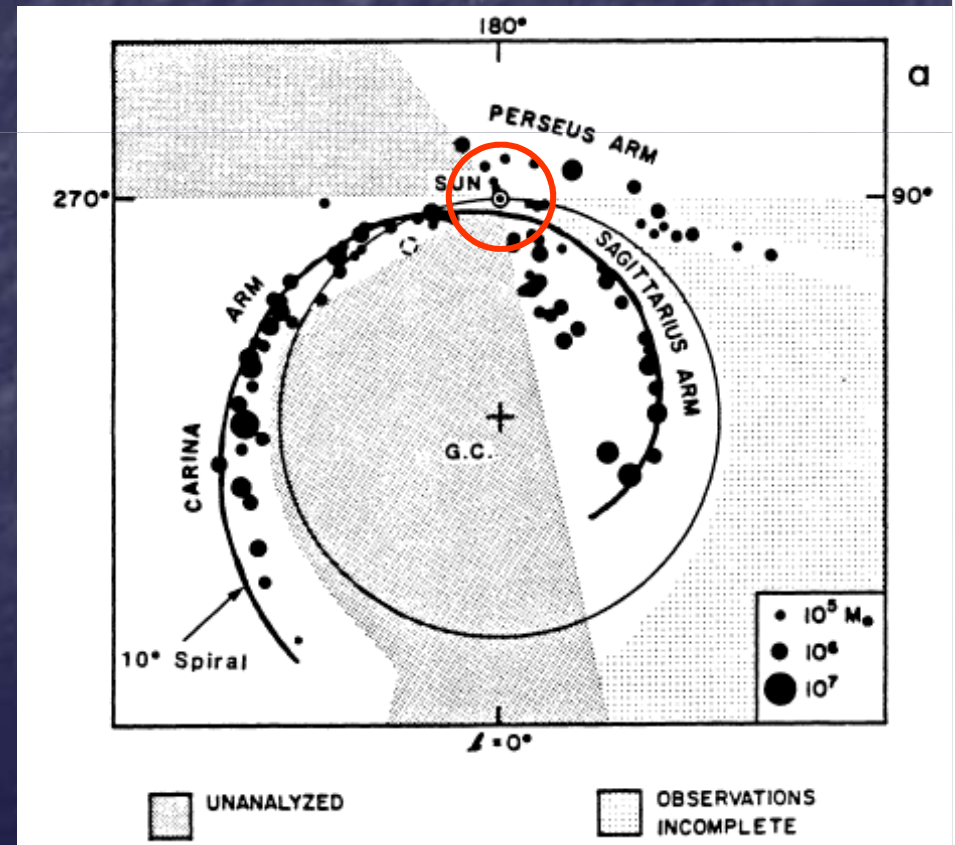 180°
a
PERSEUS ARM
SUN
270°
90°
SAGITTARIUS ARM
ARM
CARINA
G.C.
10° Spiral
10⁵ M
10⁶
10⁷
ℓ=0°
UNANALYZED
OBSERVATIONS
INCOMPLETE